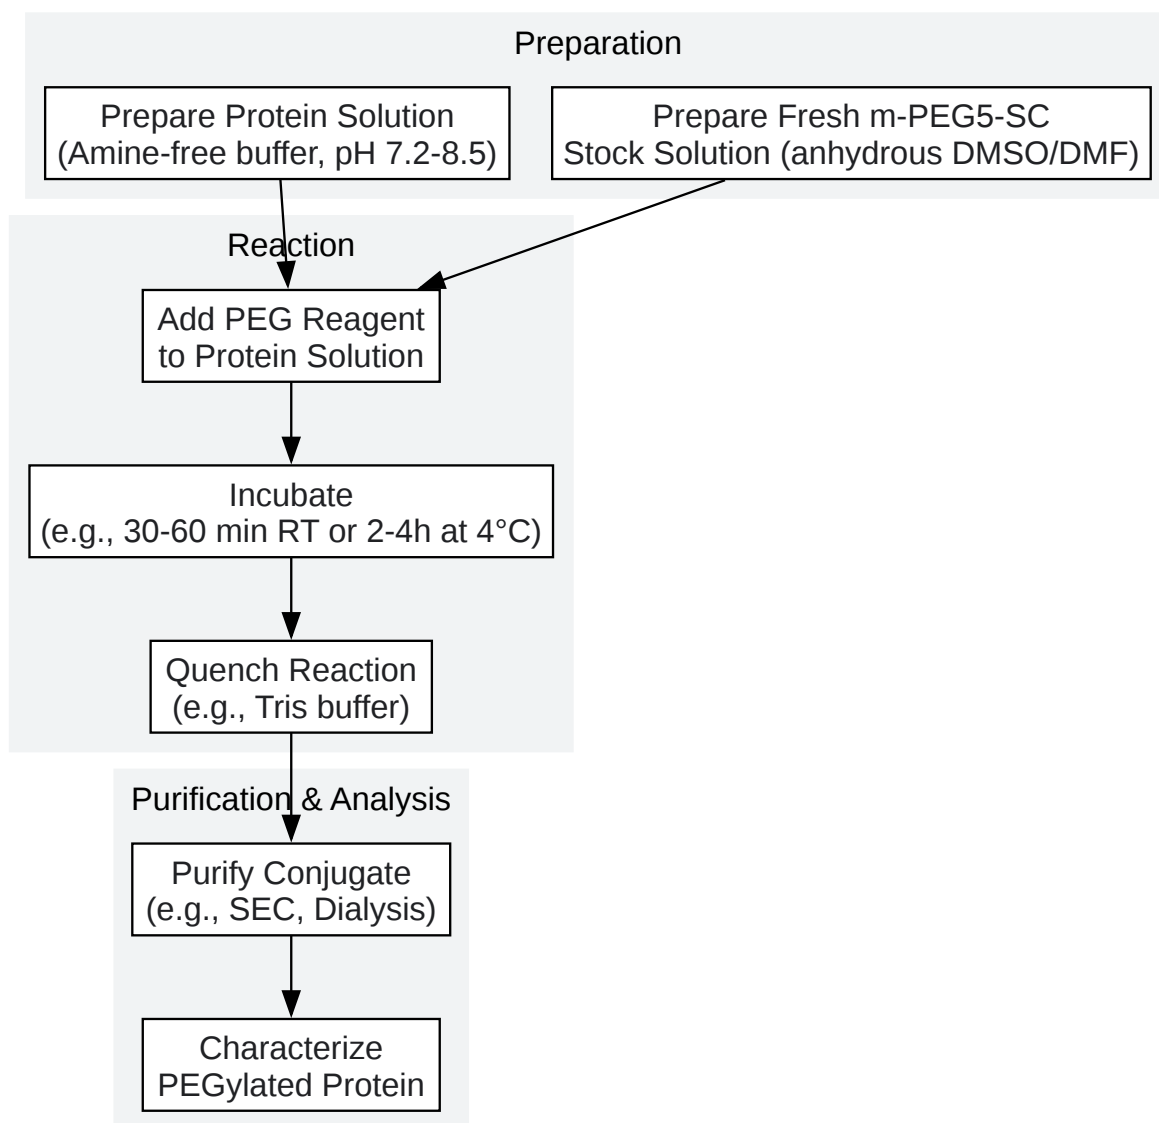 Preparation
Prepare Protein Solution
(Amine-free buffer, pH 7.2-8.5)
Prepare Fresh m-PEG5-SC
Stock Solution (anhydrous DMSO/DMF)
Reaction
Add PEG Reagent
to Protein Solution
Incubate
(e.g., 30-60 min RT or 2-4h at 4°C)
Quench Reaction
(e.g., Tris buffer)
Purification & Analysis
Purify Conjugate
(e.g., SEC, Dialysis)
Characterize
PEGylated Protein